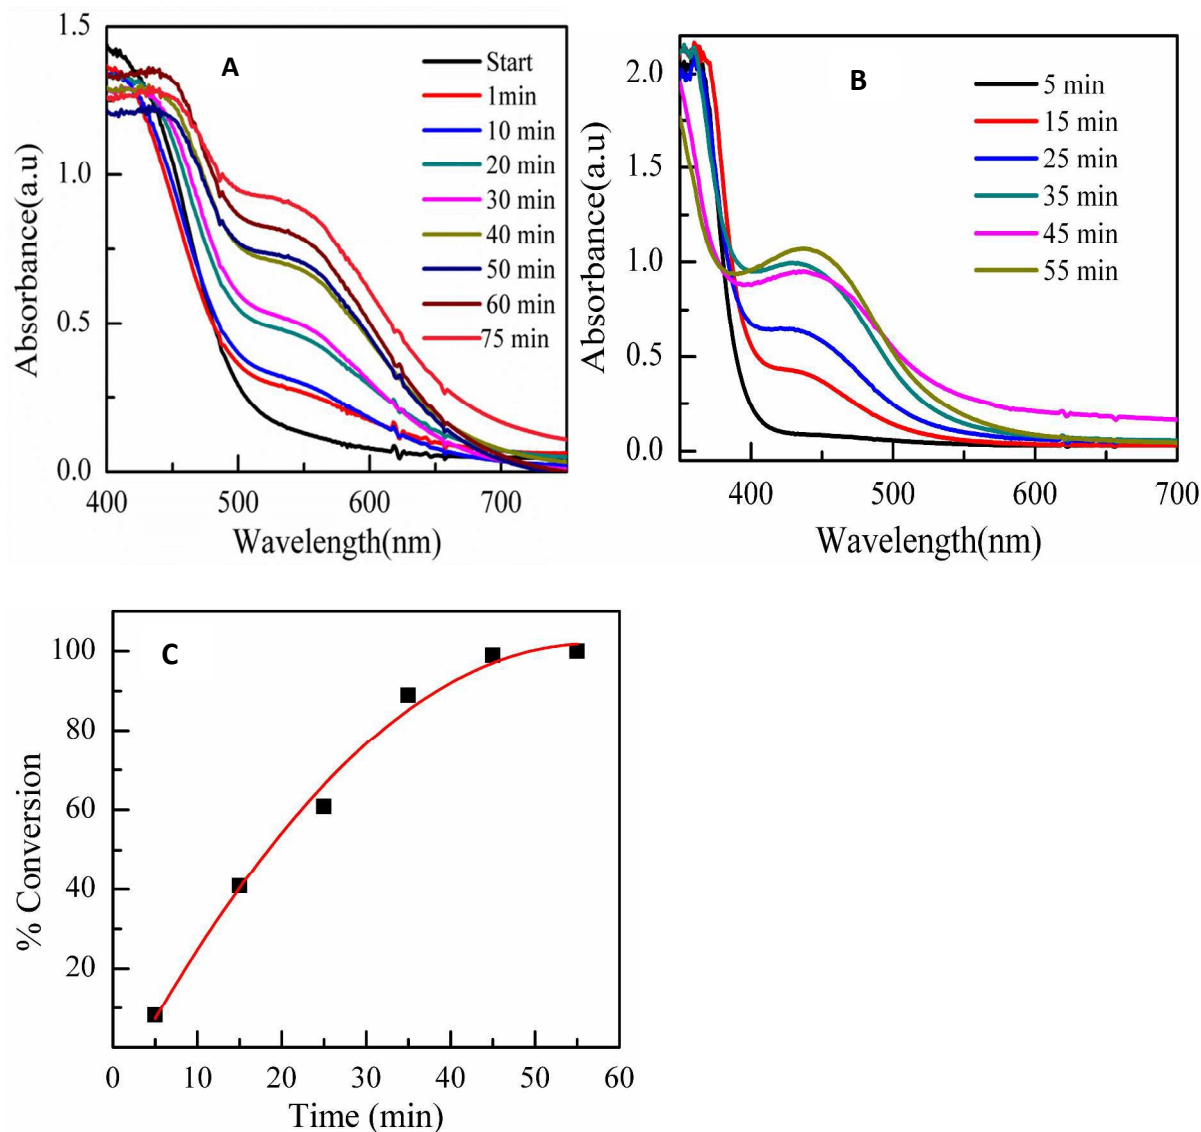 A
Absorbance(a.u)
1.5
1.0
0.5
0.0
Start
1min
10 min
20 min
30 min
40 min
50 min
60 min
75 min
400
500
600
700
Wavelength(nm)
B
Absorbance(a.u)
2.0
1.5
1.0
0.5
0.0
5 min
15 min
25 min
35 min
45 min
55 min
400
500
600
700
Wavelength(nm)
C
% Conversion
100
80
60
40
20
0
10
20
30
40
50
60
Time (min)